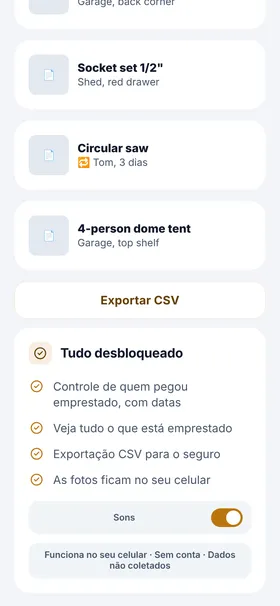 Garage, back corner
Socket set 1/2"
Shed, red drawer
Circular saw
🔁 Tom, 3 dias
4-person dome tent
Garage, top shelf
Exportar CSV
Tudo desbloqueado
Controle de quem pegou
emprestado, com datas
Veja tudo o que está emprestado
Exportação CSV para o seguro
As fotos ficam no seu celular
Sons
Funciona no seu celular · Sem conta · Dados
não coletados